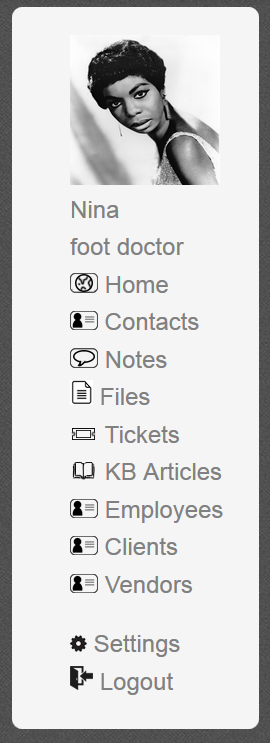 Nina
foot doctor
Home
Contacts
Notes
Files
Tickets
KB Articles
Employees
Clients
Vendors
Settings
Logout